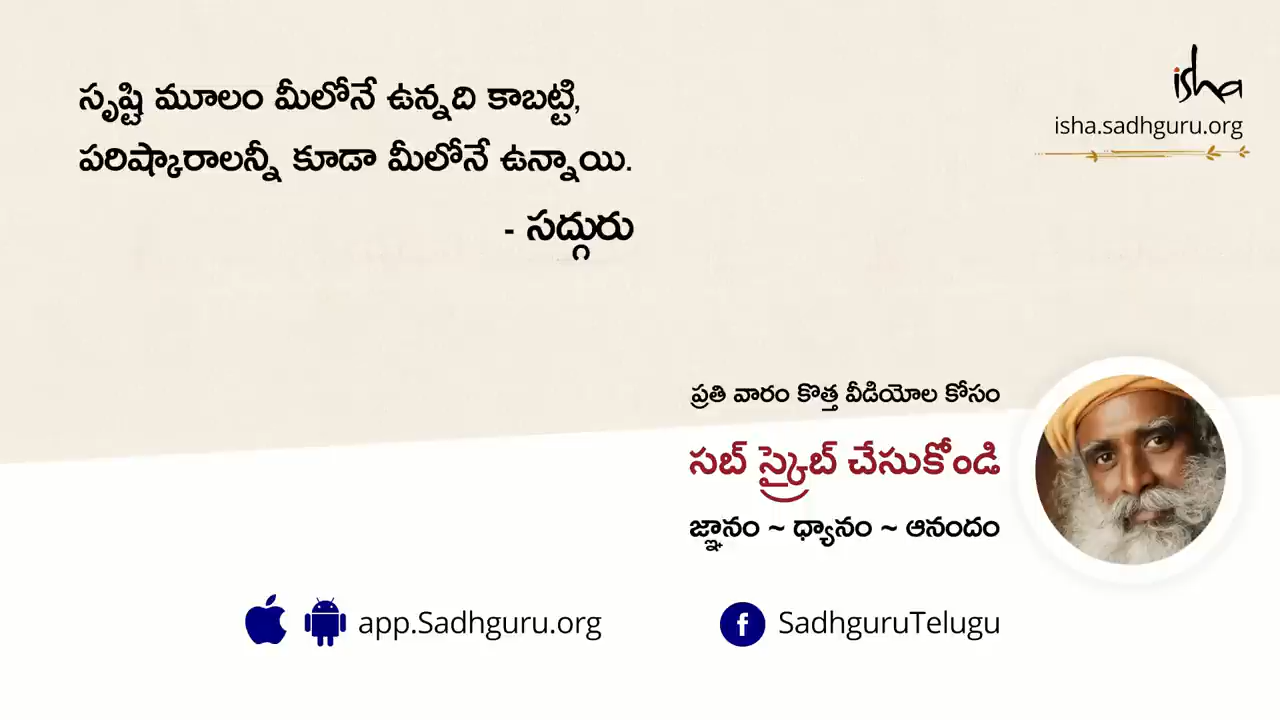 సృష్టి మూలం మీలోనే ఉన్నది కాబట్టి,
పరిష్కారాలన్నీ కూడా మీలోనే ఉన్నాయి.
- సద్గురు
isha
isha.sadhguru.org
ప్రతి వారం కొత్త వీడియోల కోసం
సబ్ స్క్రైబ్ చేసుకోండి
జ్ఞానం ~ ధ్యానం ~ ఆనందం
app.Sadhguru.org
SadhguruTelugu